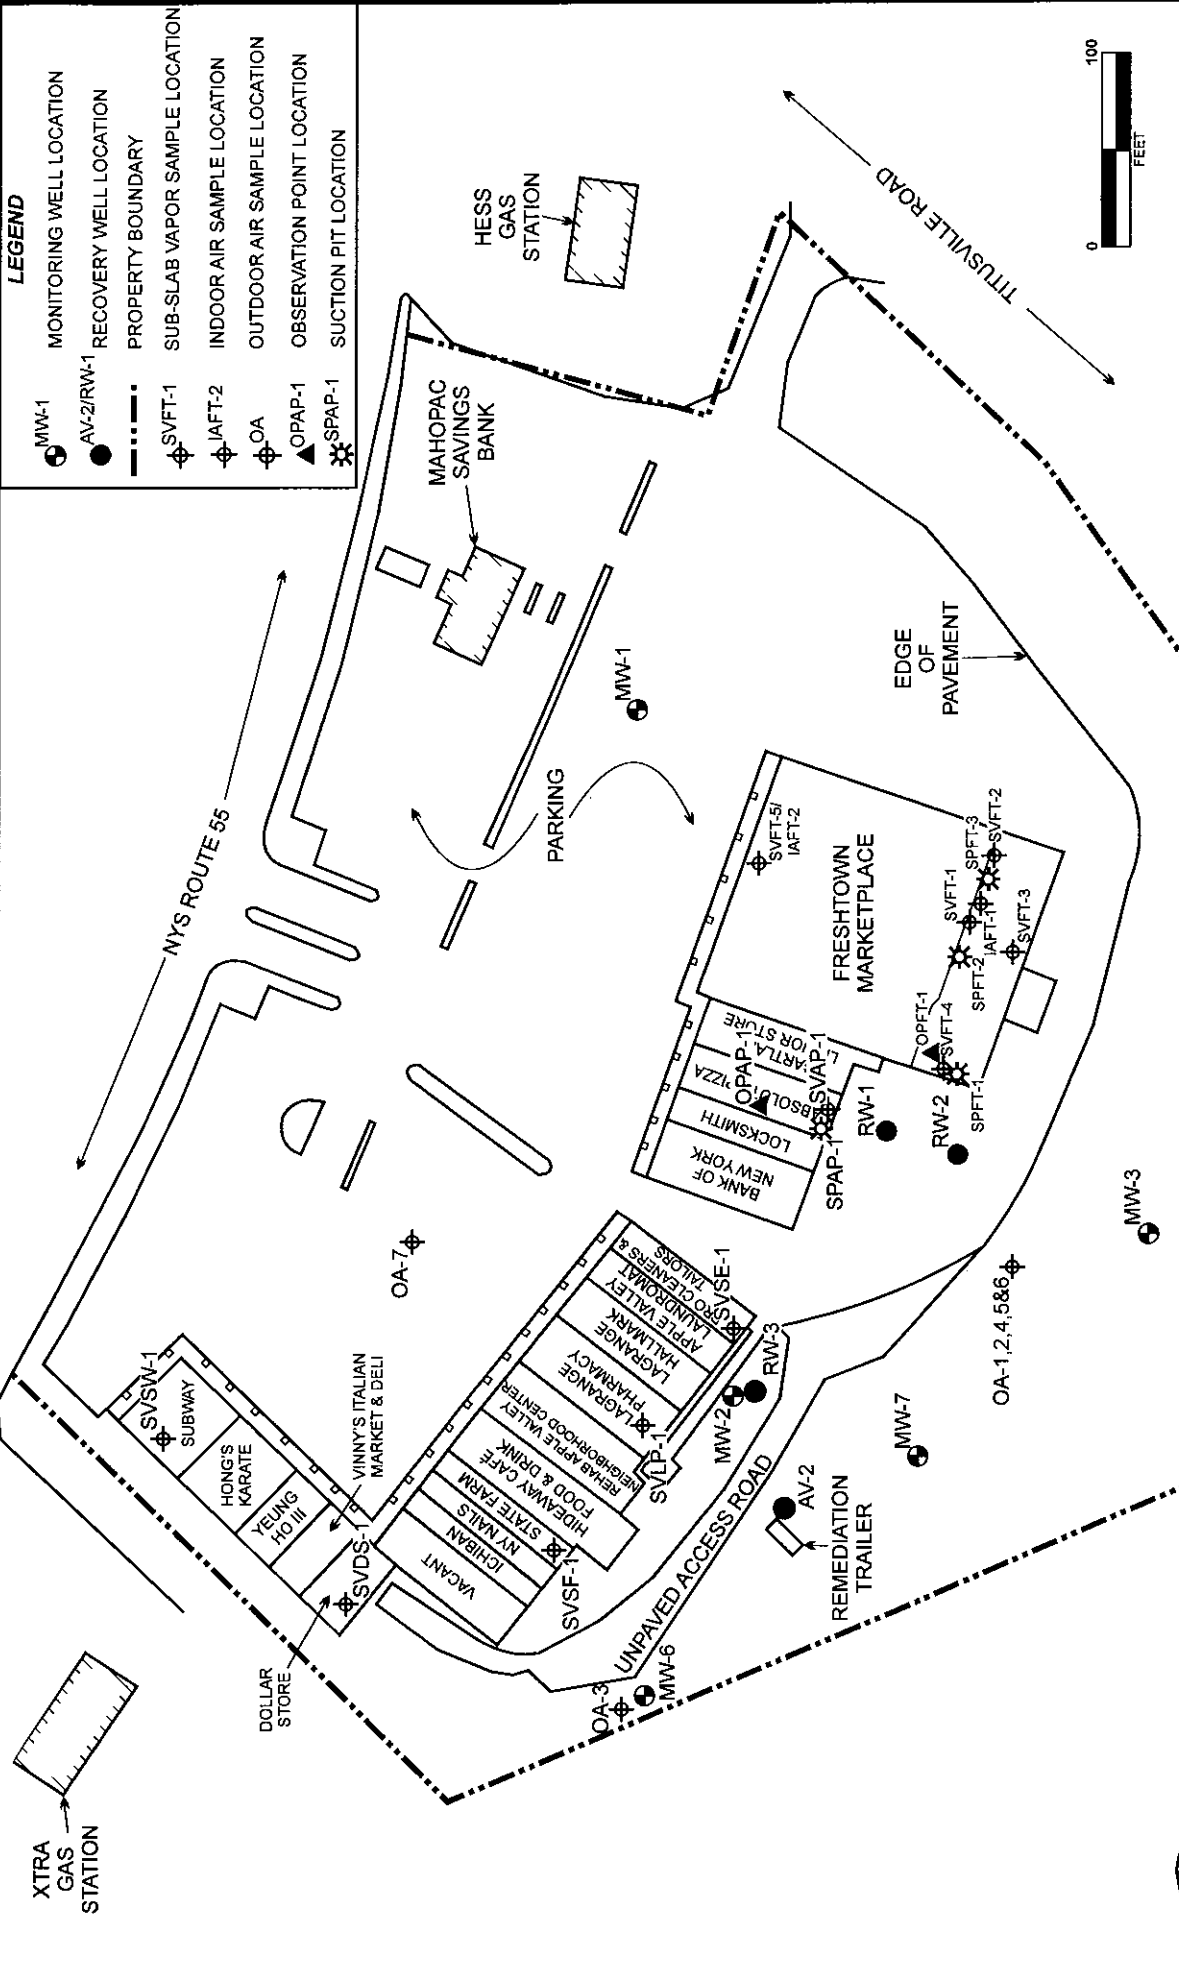 LEGEND
MW-1
MONITORING WELL LOCATION
AV-2/RW-1
RECOVERY WELL LOCATION
PROPERTY BOUNDARY
SVFT-1
SUB-SLAB VAPOR SAMPLE LOCATION
IAFT-2
INDOOR AIR SAMPLE LOCATION
OA
OUTDOOR AIR SAMPLE LOCATION
OPAP-1
OBSERVATION POINT LOCATION
SPAP-1
SUCTION PIT LOCATION
XTRA
GAS
STATION
NYS ROUTE 55
MAHOPAC
SAVINGS
BANK
HESS
GAS
STATION
TITUSVILLE ROAD
0
100
FEET
SVSW-1
SUBWAY
HONG'S
KARATE
YEUNG
HO III
VINNY'S ITALIAN
MARKET & DELI
DOLLAR
STORE
SVDS-1
OA-7
PARKING
MW-1
EDGE
OF
PAVEMENT
VACANT
ICHIBAN
NY NAILS
STATE FARM
HIDEAWAY CAFÉ
FOOD & DRINK
REHAB APPLE VALLEY
NEIGHBORHOOD CENTER
LAGRANGE
PHARMACY
LAGRANGE
HALLMARK
APPLE VALLEY
LAUNDROMAT
PRO CLEANERS &
TAILORS
SVSF-1
SVLP-1
SVSE-1
MW-2
RW-3
BANK OF
NEW YORK
LOCKSMITH
ABSOLUT
PIZZA
STORE
OPAP-1
SVAP-1
SPAP-1
RW-1
RW-2
FRESHTOWN
MARKETPLACE
SVFT-5/
IAFT-2
OPFT-1
SVFT-4
SPFT-1
SPFT-2
SVFT-1
IAFT-1
SPFT-3
SVFT-2
SVFT-3
UNPAVED ACCESS ROAD
OA-3
MW-6
AV-2
REMEDIATION
TRAILER
MW-7
OA-1,2,4,5&6
MW-3